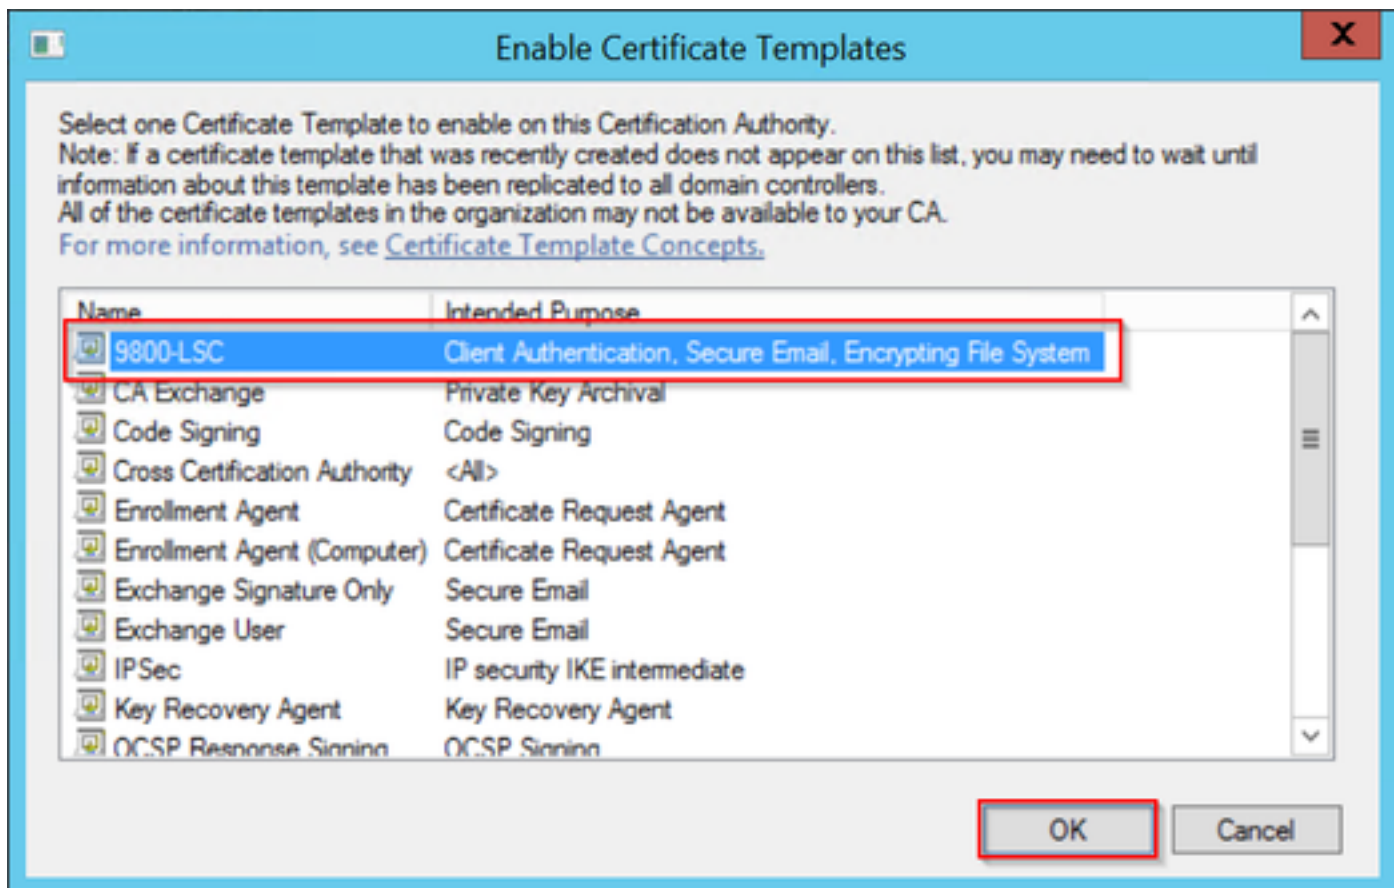 Enable Certificate Templates
X
Select one Certificate Template to enable on this Certification Authority.
Note: If a certificate template that was recently created does not appear on this list, you may need to wait until
information about this template has been replicated to all domain controllers.
All of the certificate templates in the organization may not be available to your CA.
For more information, see Certificate Template Concepts.
Name Intended Purpose
9800-LSC Client Authentication, Secure Email, Encrypting File System
CA Exchange Private Key Archival
Code Signing Code Signing
Cross Certification Authority <All>
Enrollment Agent Certificate Request Agent
Enrollment Agent (Computer) Certificate Request Agent
Exchange Signature Only Secure Email
Exchange User Secure Email
IPSec IP security IKE intermediate
Key Recovery Agent Key Recovery Agent
OCSP Response Signing OCSP Signing
OK Cancel